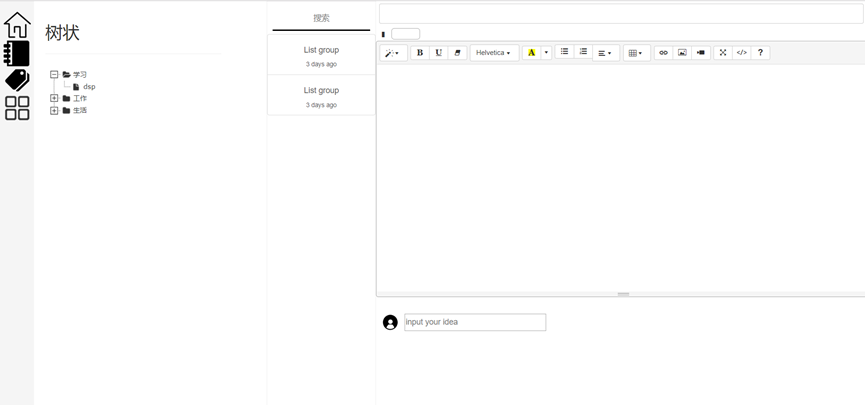 树状
学习
dsp
工作
生活
搜索
List group
3 days ago
List group
3 days ago
B U Helvetica A </> ?
input your idea